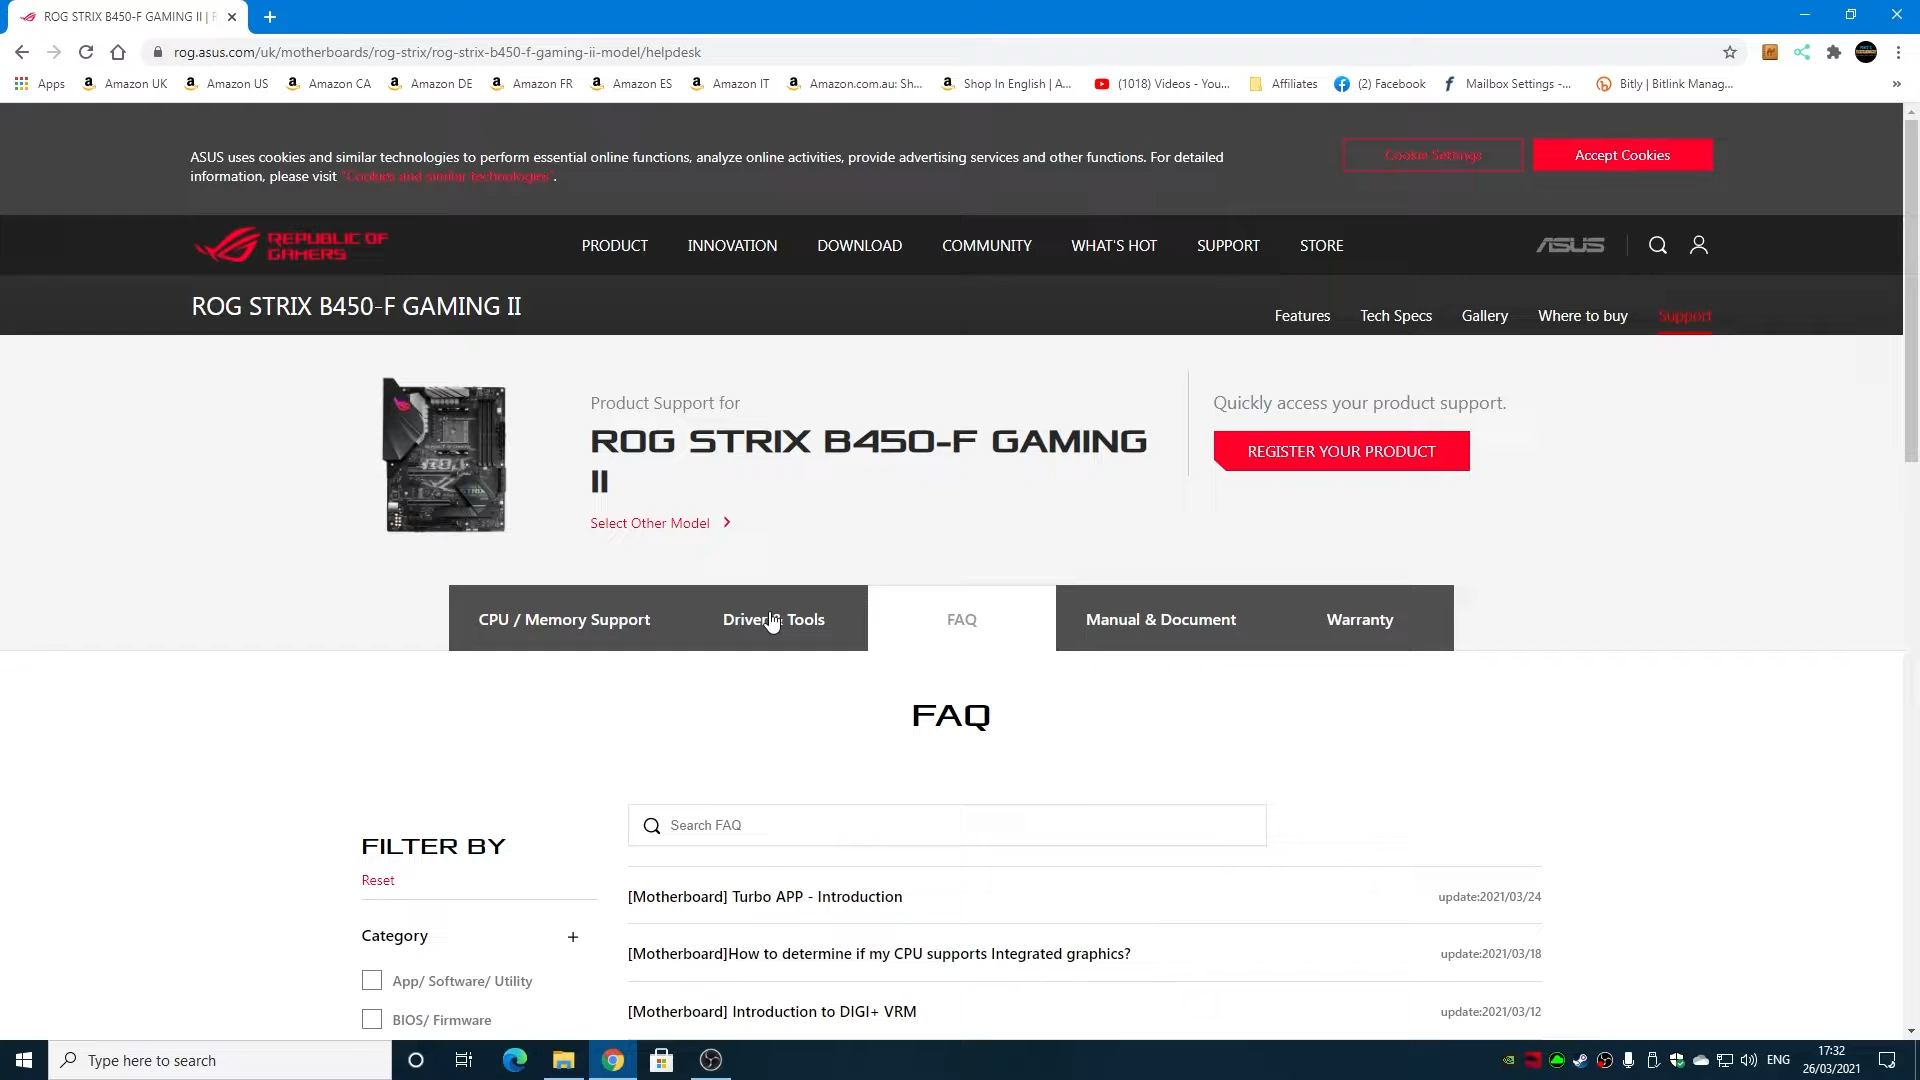 ROG STRIX B450-F GAMING II |
rog.asus.com/uk/motherboards/rog-strix/rog-strix-b450-f-gaming-ii-model/helpdesk
Apps Amazon UK Amazon US Amazon CA Amazon DE Amazon FR Amazon ES Amazon IT Amazon.com.au: Sh... Shop In English | A... (1018) Videos - You... Affiliates (2) Facebook Mailbox Settings -... Bitly | Bitlink Manag...
ASUS uses cookies and similar technologies to perform essential online functions, analyze online activities, provide advertising services and other functions. For detailed
information, please visit "Cookies and similar technologies".
Cookie Settings Accept Cookies
REPUBLIC OF
GAMERS
PRODUCT INNOVATION DOWNLOAD COMMUNITY WHAT'S HOT SUPPORT STORE ASUS
ROG STRIX B450-F GAMING II
Features Tech Specs Gallery Where to buy Support
Product Support for
ROG STRIX B450-F GAMING
II
Select Other Model
Quickly access your product support.
REGISTER YOUR PRODUCT
CPU / Memory Support Driver & Tools FAQ Manual & Document Warranty
FAQ
FILTER BY
Reset
Category +
App/ Software/ Utility
BIOS/ Firmware
Search FAQ
[Motherboard] Turbo APP - Introduction update:2021/03/24
[Motherboard]How to determine if my CPU supports Integrated graphics? update:2021/03/18
[Motherboard] Introduction to DIGI+ VRM update:2021/03/12
Type here to search
ENG
17:32
26/03/2021